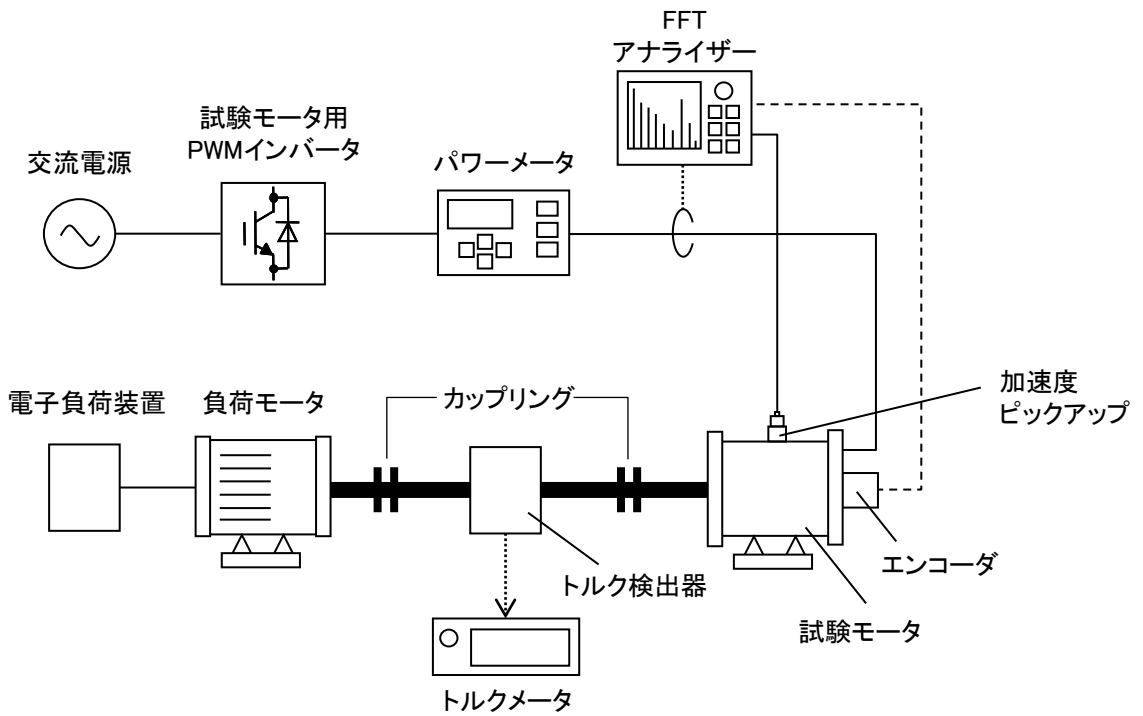 FFT
アナライザー
試験モータ用
PWMインバータ
交流電源
パワーメータ
加速度
ピックアップ
電子負荷装置
負荷モータ
カップリング
エンコーダ
トルク検出器
試験モータ
トルクメータ